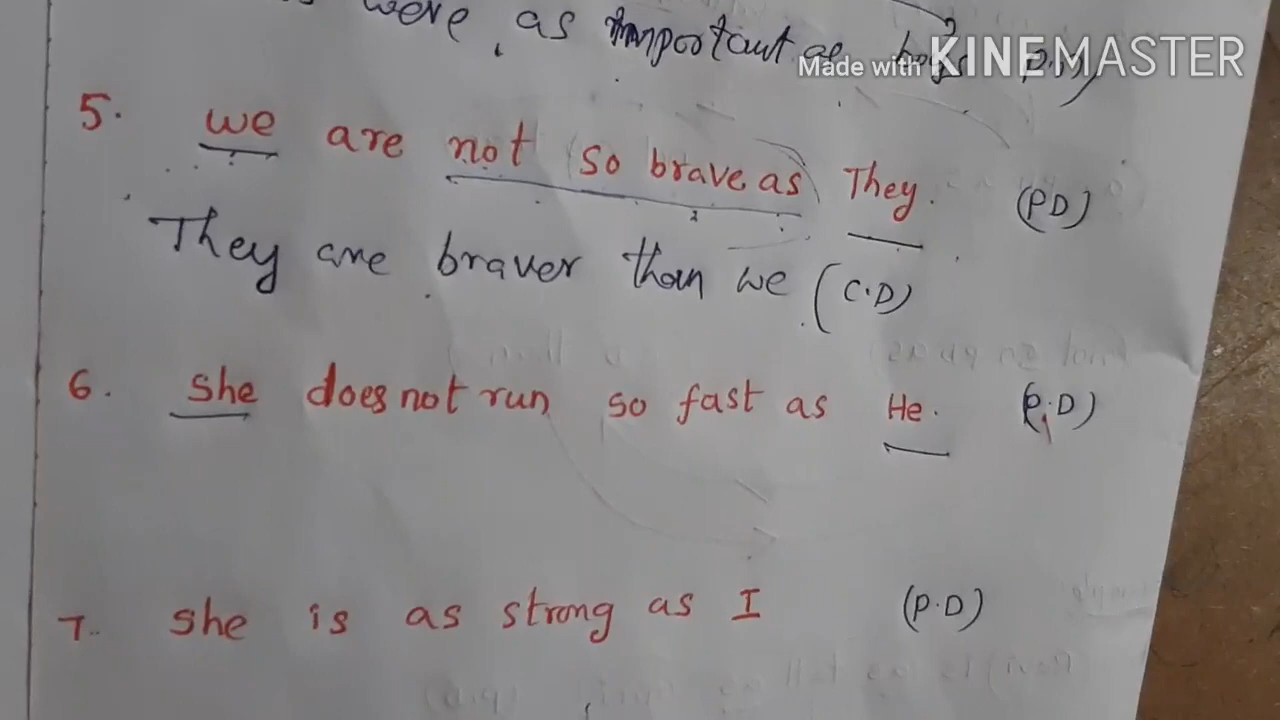 were, as important as boys P.D)
Made with KINEMASTER
5. we are not so brave as They. (PD)
They are braver than we (C.D)
6. She does not run so fast as He. (P.D)
7. She is as strong as I (P.D)